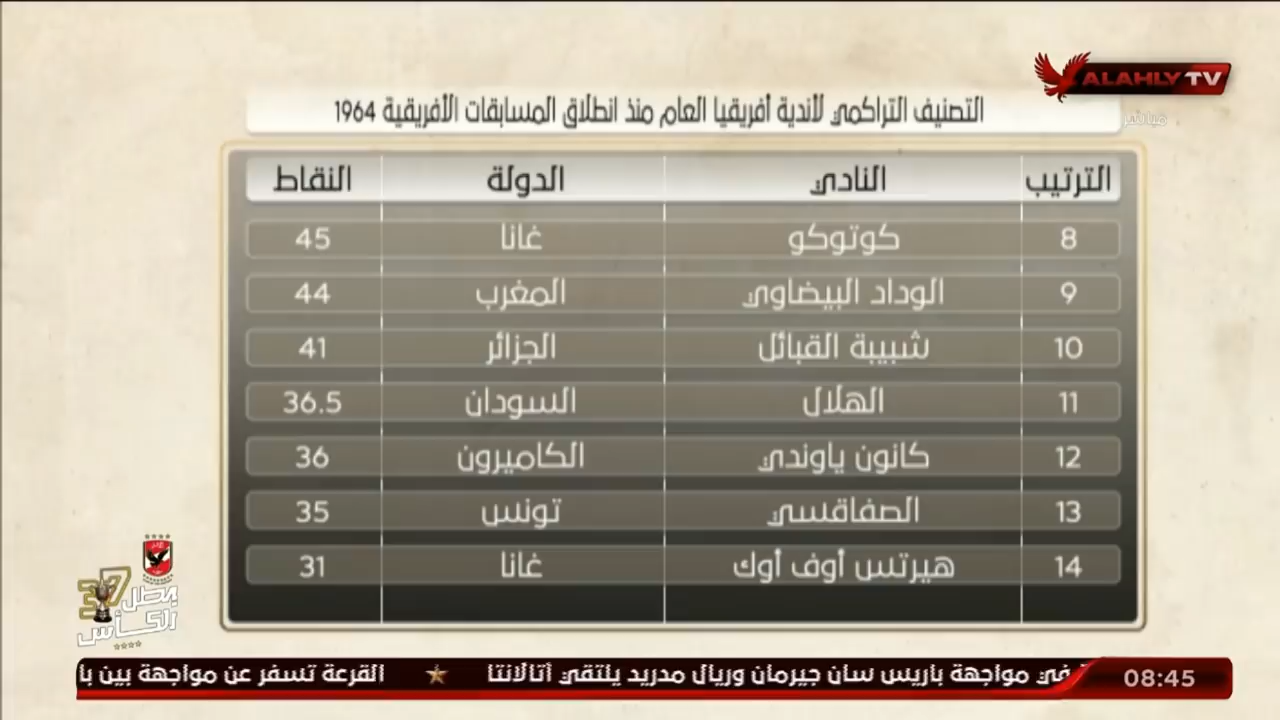 ALAHLY TV
مباشر
التصنيف التراكمي لأندية أفريقيا العام منذ انطلاق المسابقات الأفريقية 1964
الترتيب النادي الدولة النقاط
8 كوتوكو غانا 45
9 الوداد البيضاوي المغرب 44
10 شبيبة القبائل الجزائر 41
11 الهلال السودان 36.5
12 كانون ياوندي الكاميرون 36
13 الصفاقسي تونس 35
14 هيرتس أوف أوك غانا 31
37
بطل
الكأس
في مواجهة باريس سان جيرمان وريال مدريد يلتقي أتالانتا ★ القرعة تسفر عن مواجهة بين
08:45